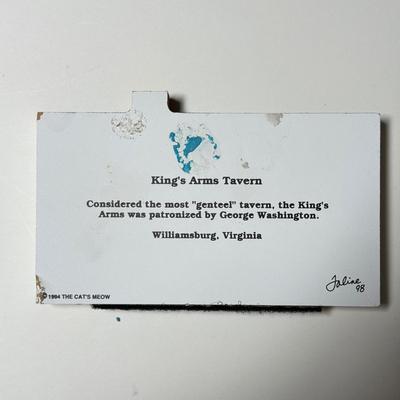 King's Arms Tavern
Considered the most "genteel" tavern, the King's
Arms was patronized by George Washington.
Williamsburg, Virginia
© 1994 THE CAT'S MEOW
Faline
98